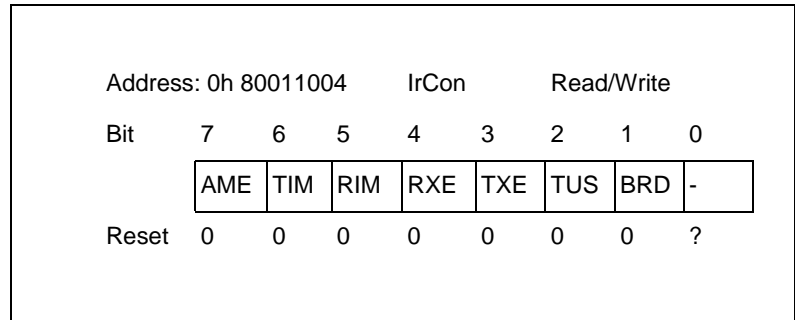 Address: 0h 80011004 IrCon Read/Write
Bit 7 6 5 4 3 2 1 0
AME TIM RIM RXE TXE TUS BRD -
Reset 0 0 0 0 0 0 0 ?